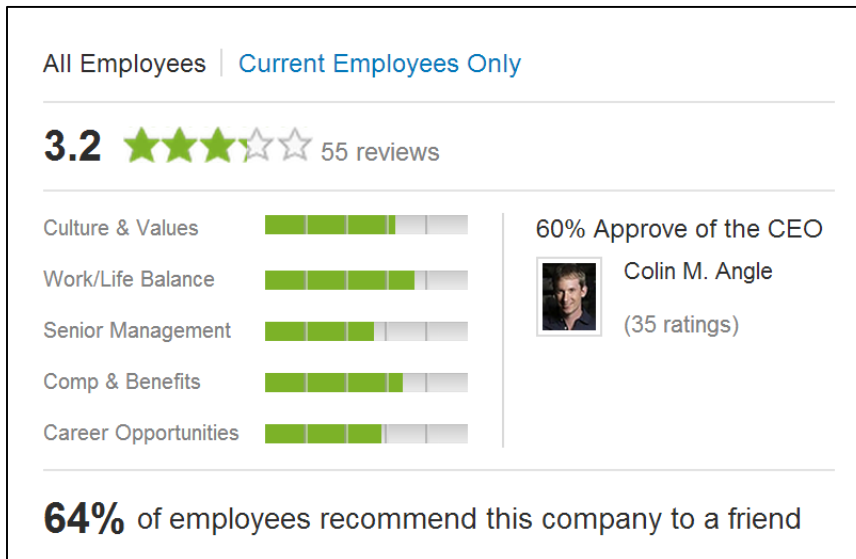 All Employees Current Employees Only
3.2 55 reviews
Culture & Values
Work/Life Balance
Senior Management
Comp & Benefits
Career Opportunities
60% Approve of the CEO
Colin M. Angle
(35 ratings)
64% of employees recommend this company to a friend